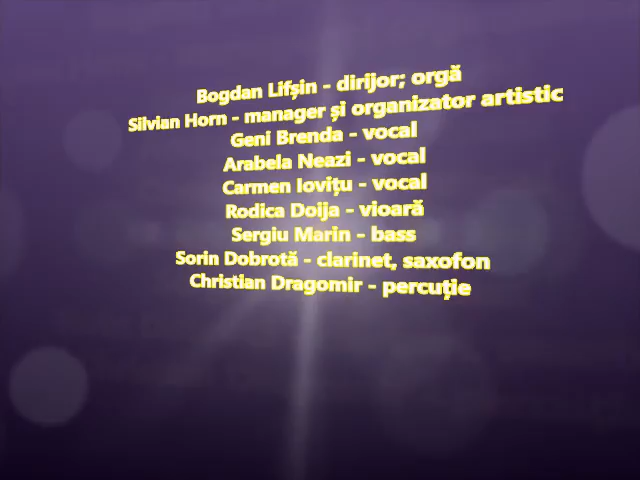 Bogdan Lifșin - dirijor; orgă
Silvian Horn - manager și organizator artistic
Geni Brenda - vocal
Arabela Neazi - vocal
Carmen Iovițu - vocal
Rodica Doija - vioară
Sergiu Marin - bass
Sorin Dobrotă - clarinet, saxofon
Christian Dragomir - percuție